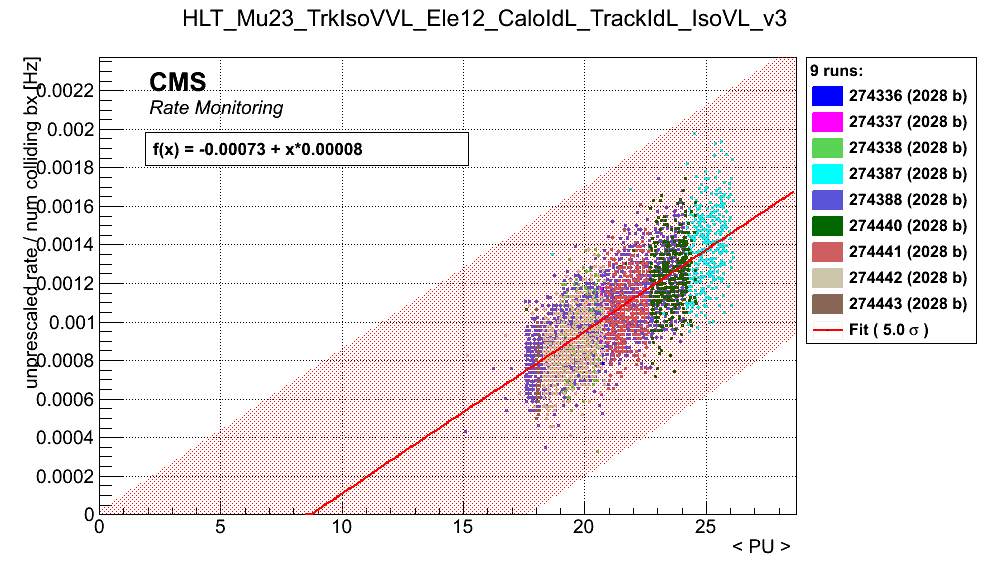 HLT_Mu23_TrkIsoVVL_Ele12_CaloIdL_TrackIdL_IsoVL_v3
unprescaled rate / num colliding bx [Hz]
CMS
Rate Monitoring
f(x) = -0.00073 + x*0.00008
0.0022
0.002
0.0018
0.0016
0.0014
0.0012
0.001
0.0008
0.0006
0.0004
0.0002
0
0 5 10 15 20 25
< PU >
9 runs:
274336 (2028 b)
274337 (2028 b)
274338 (2028 b)
274387 (2028 b)
274388 (2028 b)
274440 (2028 b)
274441 (2028 b)
274442 (2028 b)
274443 (2028 b)
Fit ( 5.0 σ )